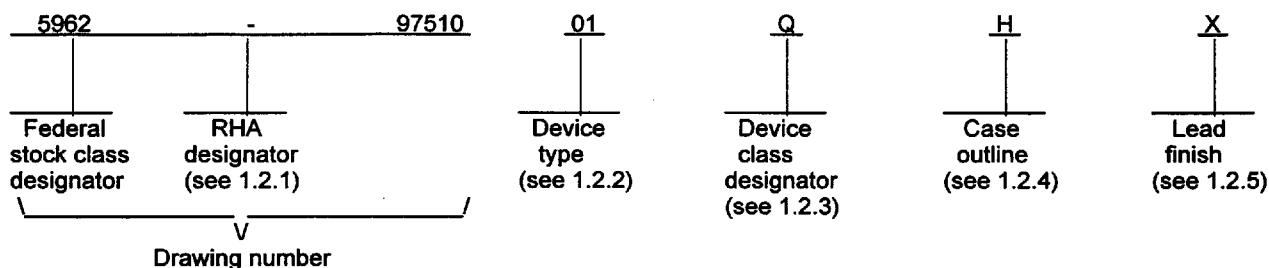 5962 - 97510 01 Q H X
Federal stock class designator
RHA designator (see 1.2.1)
Device type (see 1.2.2)
Device class designator (see 1.2.3)
Case outline (see 1.2.4)
Lead finish (see 1.2.5)
\ / V
Drawing number